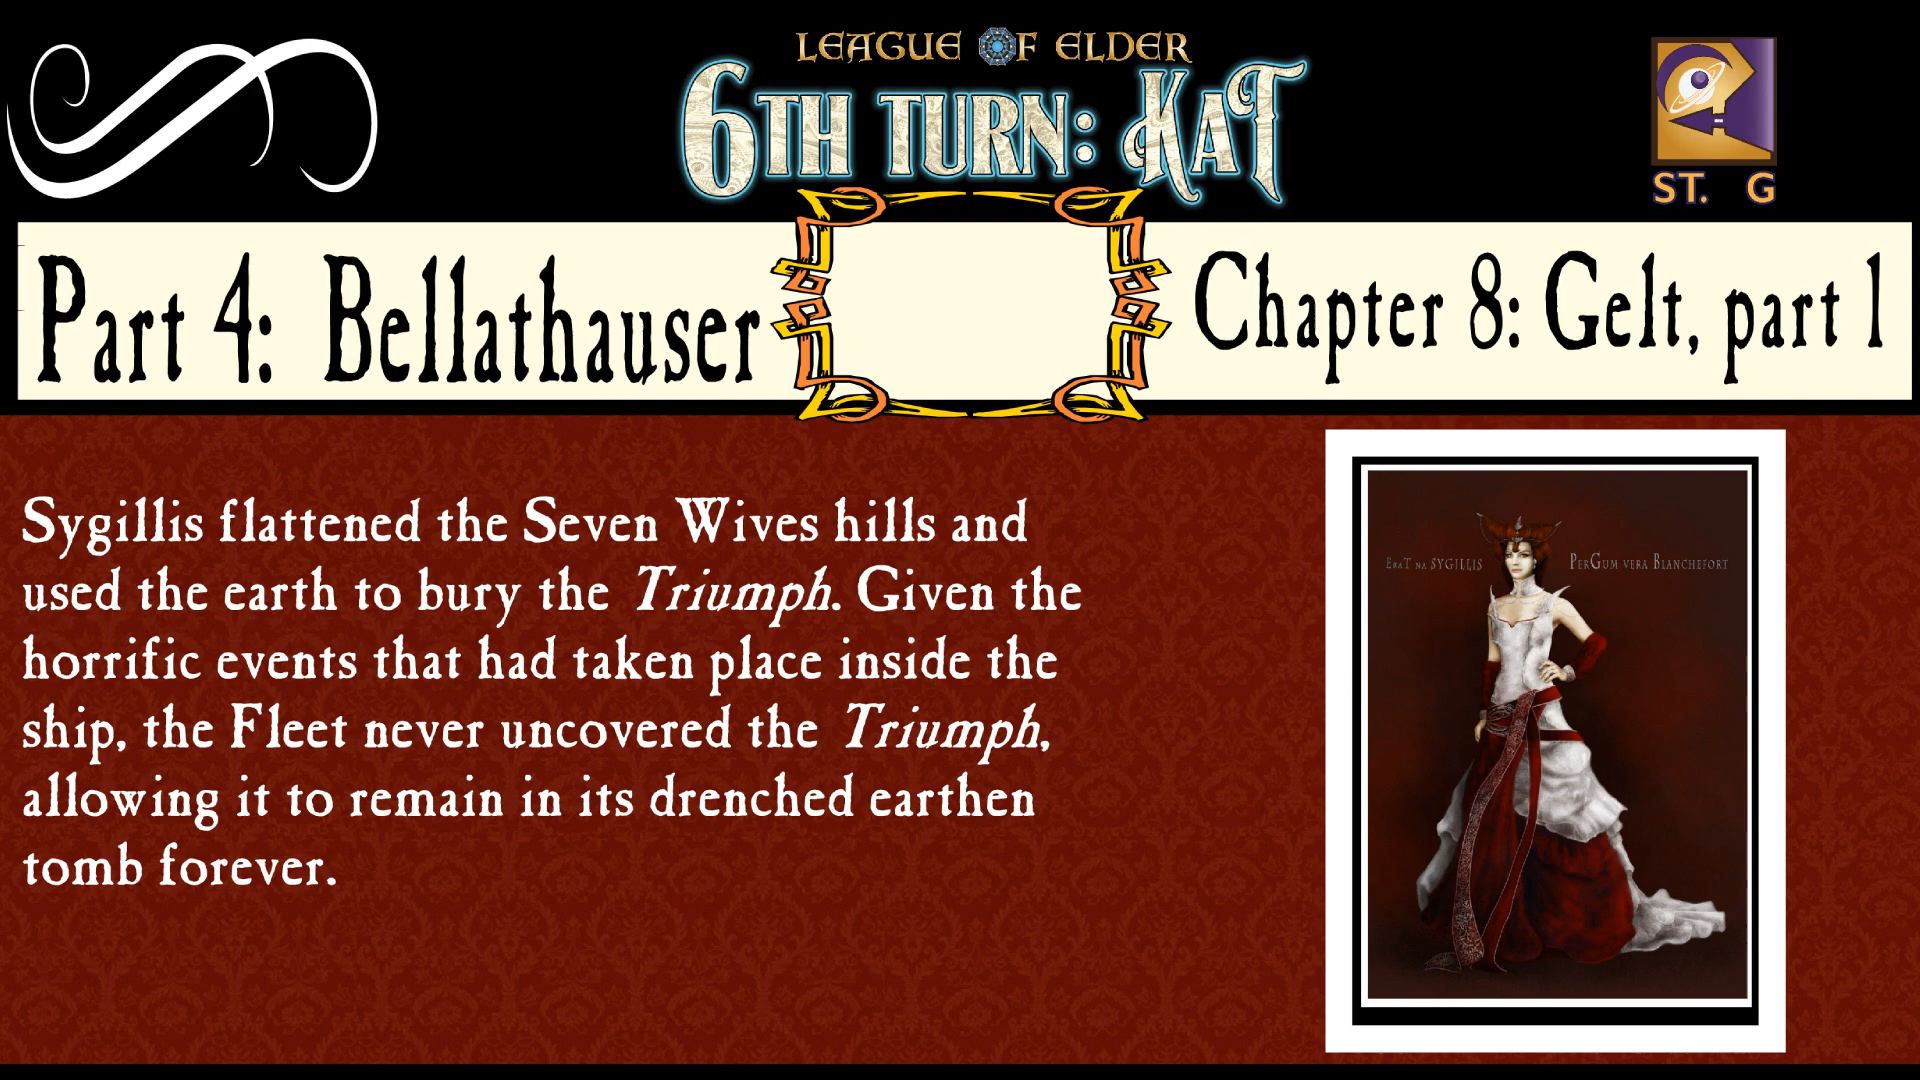 LEAGUE OF ELDER
6TH TURN: KAT
ST. G
Part 4: Bellathauser
Chapter 8: Gelt, part 1
Sygillis flattened the Seven Wives hills and
used the earth to bury the Triumph. Given the
horrific events that had taken place inside the
ship, the Fleet never uncovered the Triumph,
allowing it to remain in its drenched earthen
tomb forever.
NA SYGILLIS
PERGUM VERA BLANCHEFORT